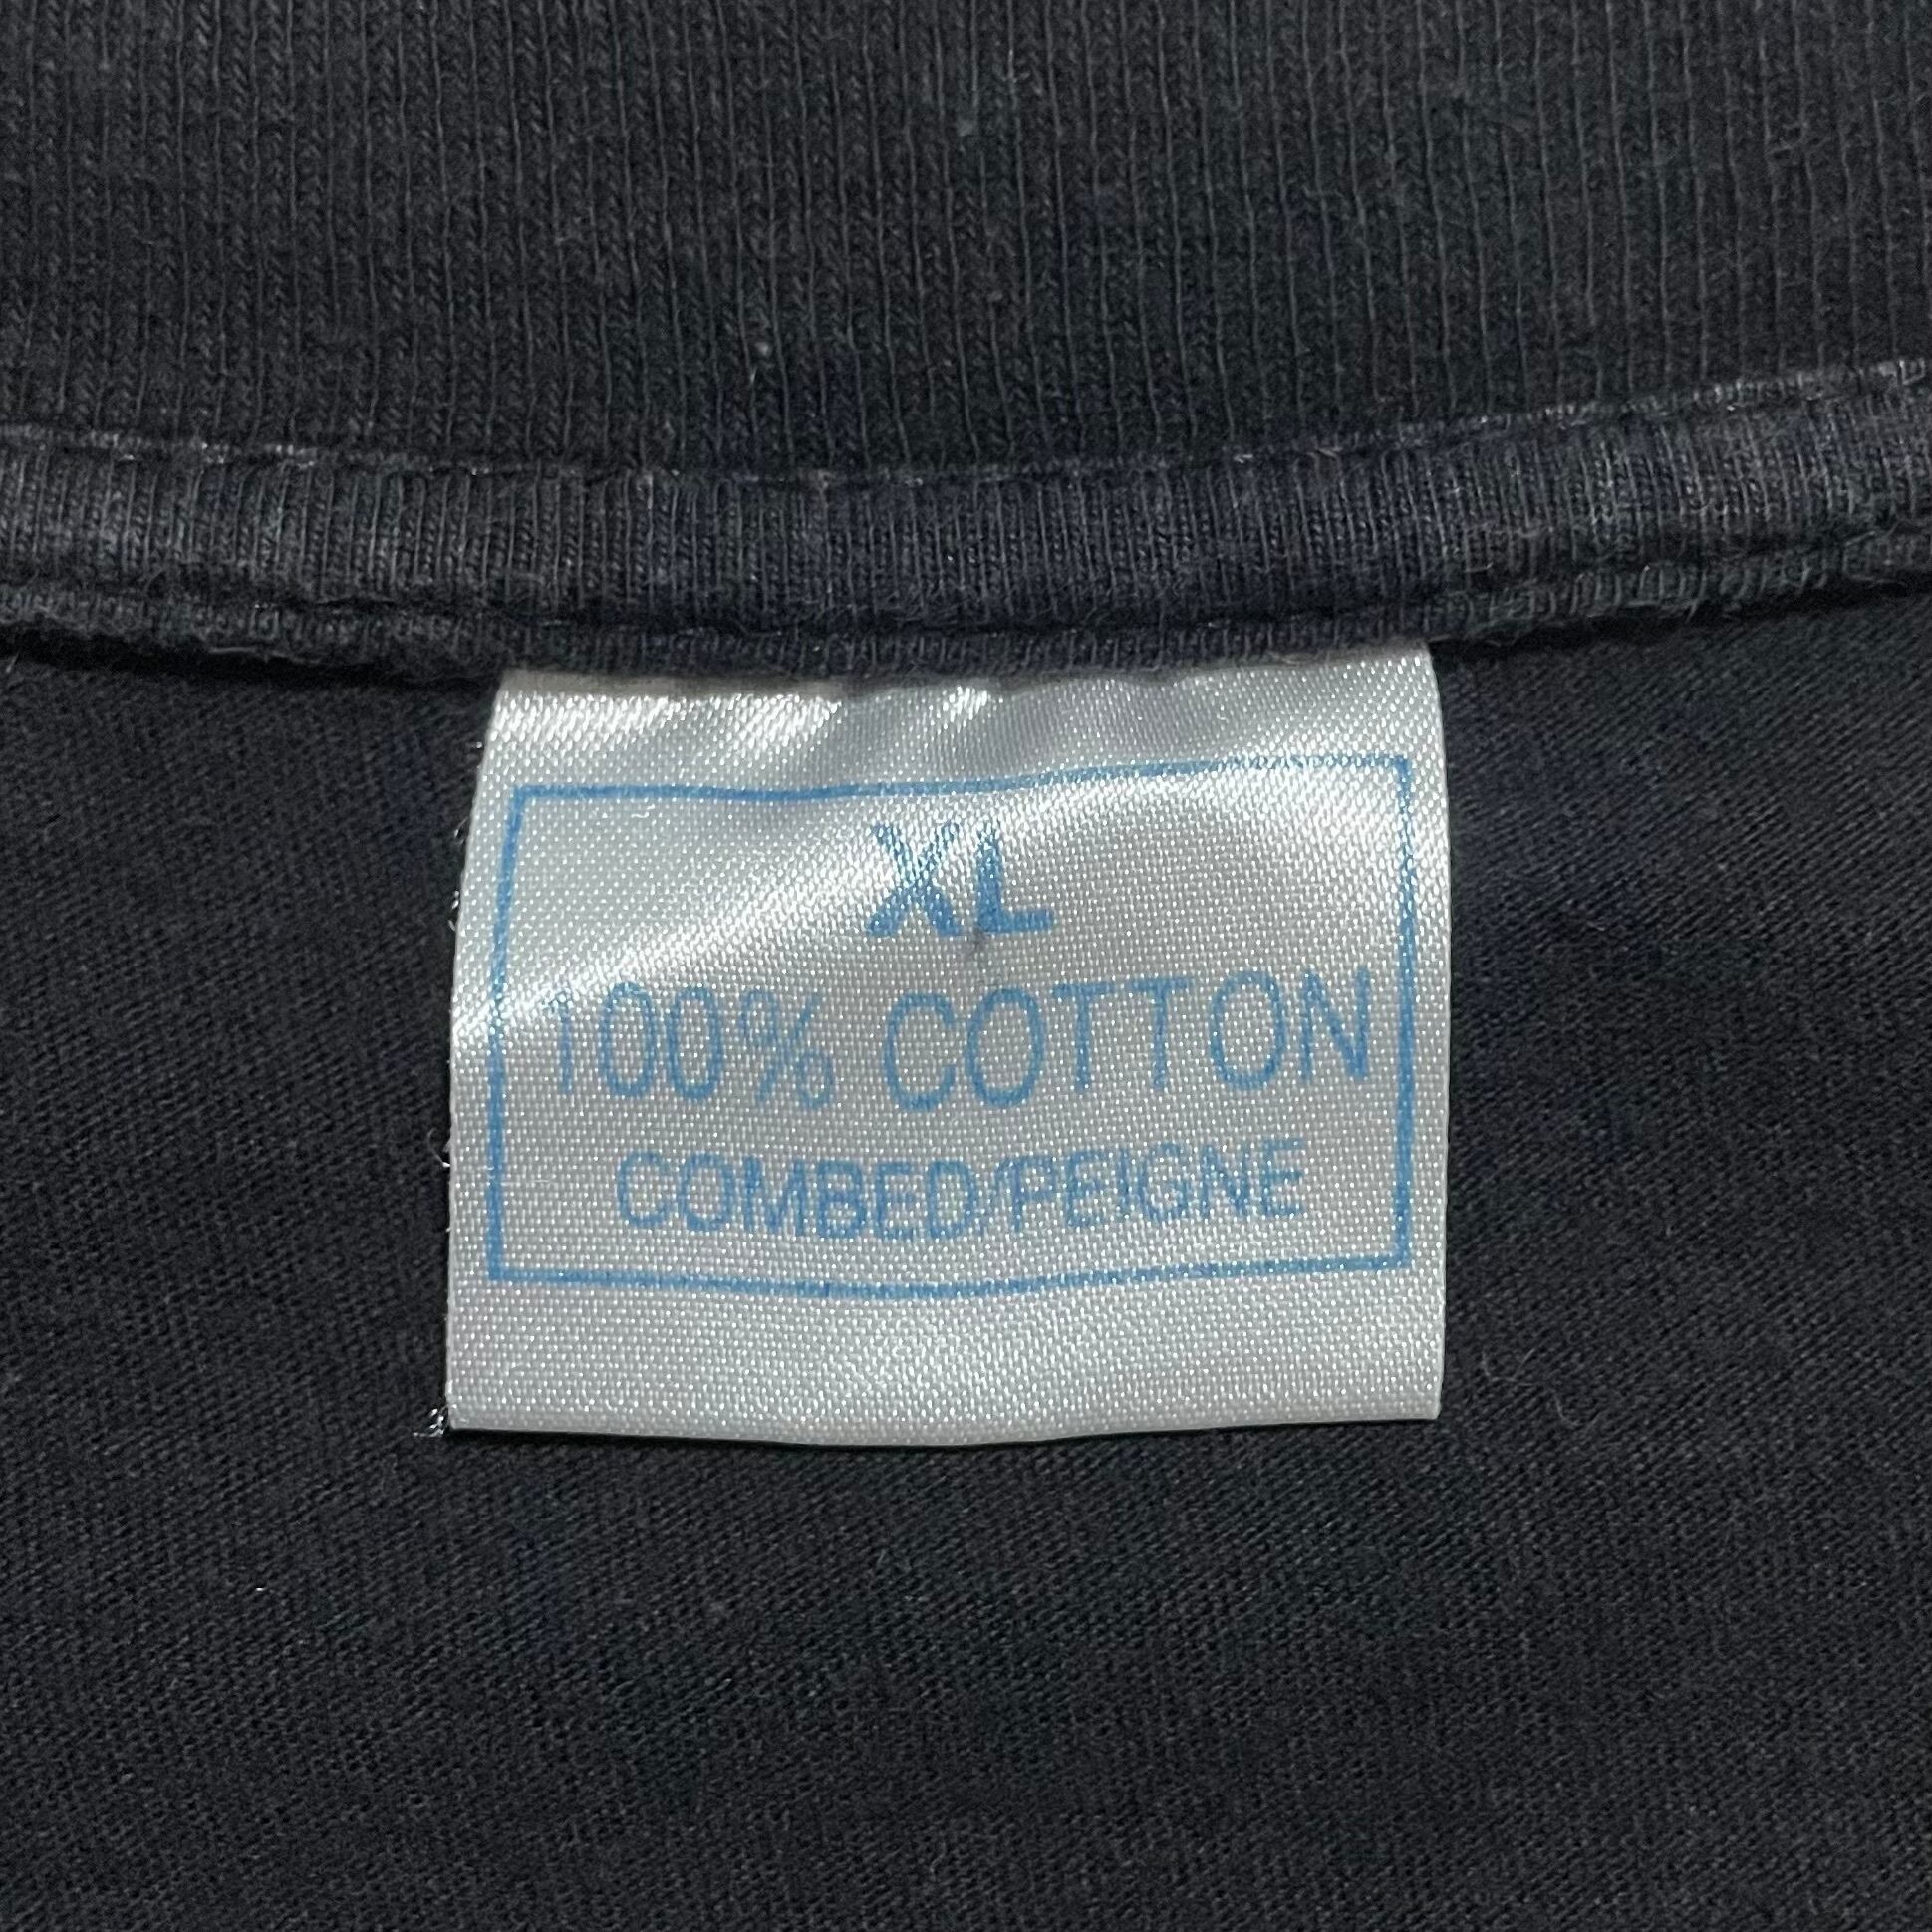 XL
100% COTTON
COMBED/PEIGNE